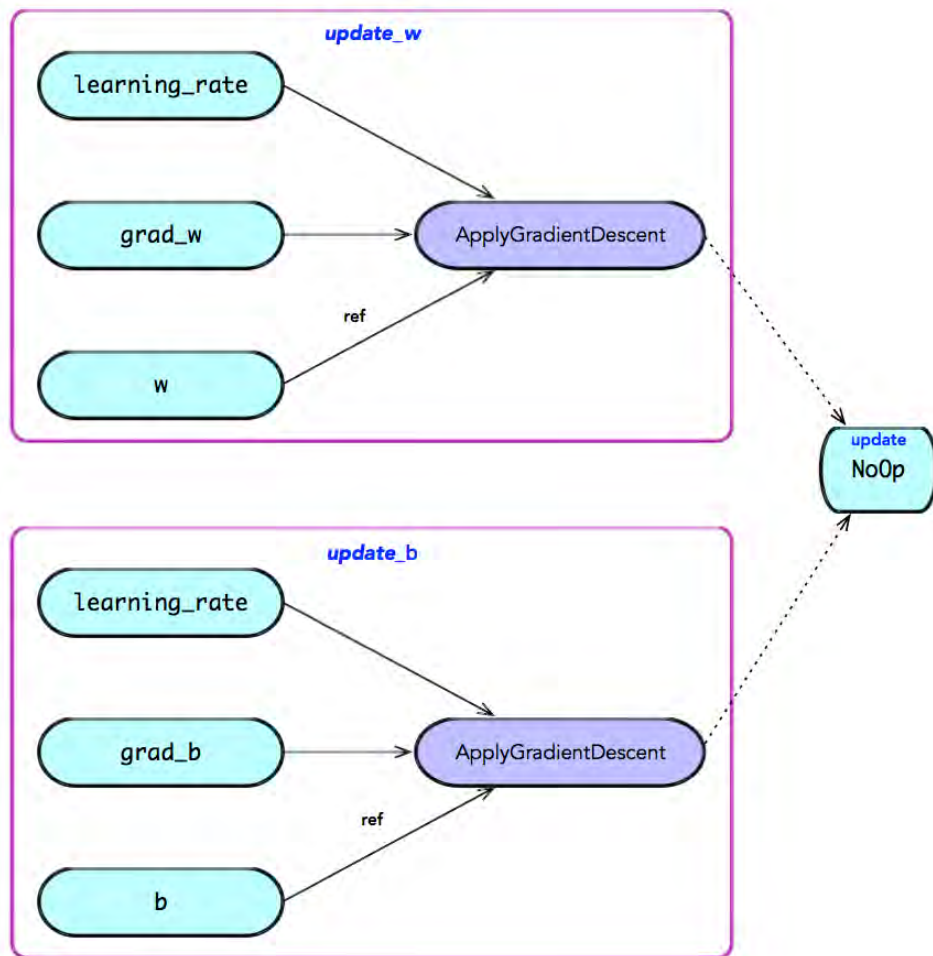 update_w
learning_rate
grad_w
ApplyGradientDescent
ref
w
update
NoOp
update_b
learning_rate
grad_b
ApplyGradientDescent
ref
b